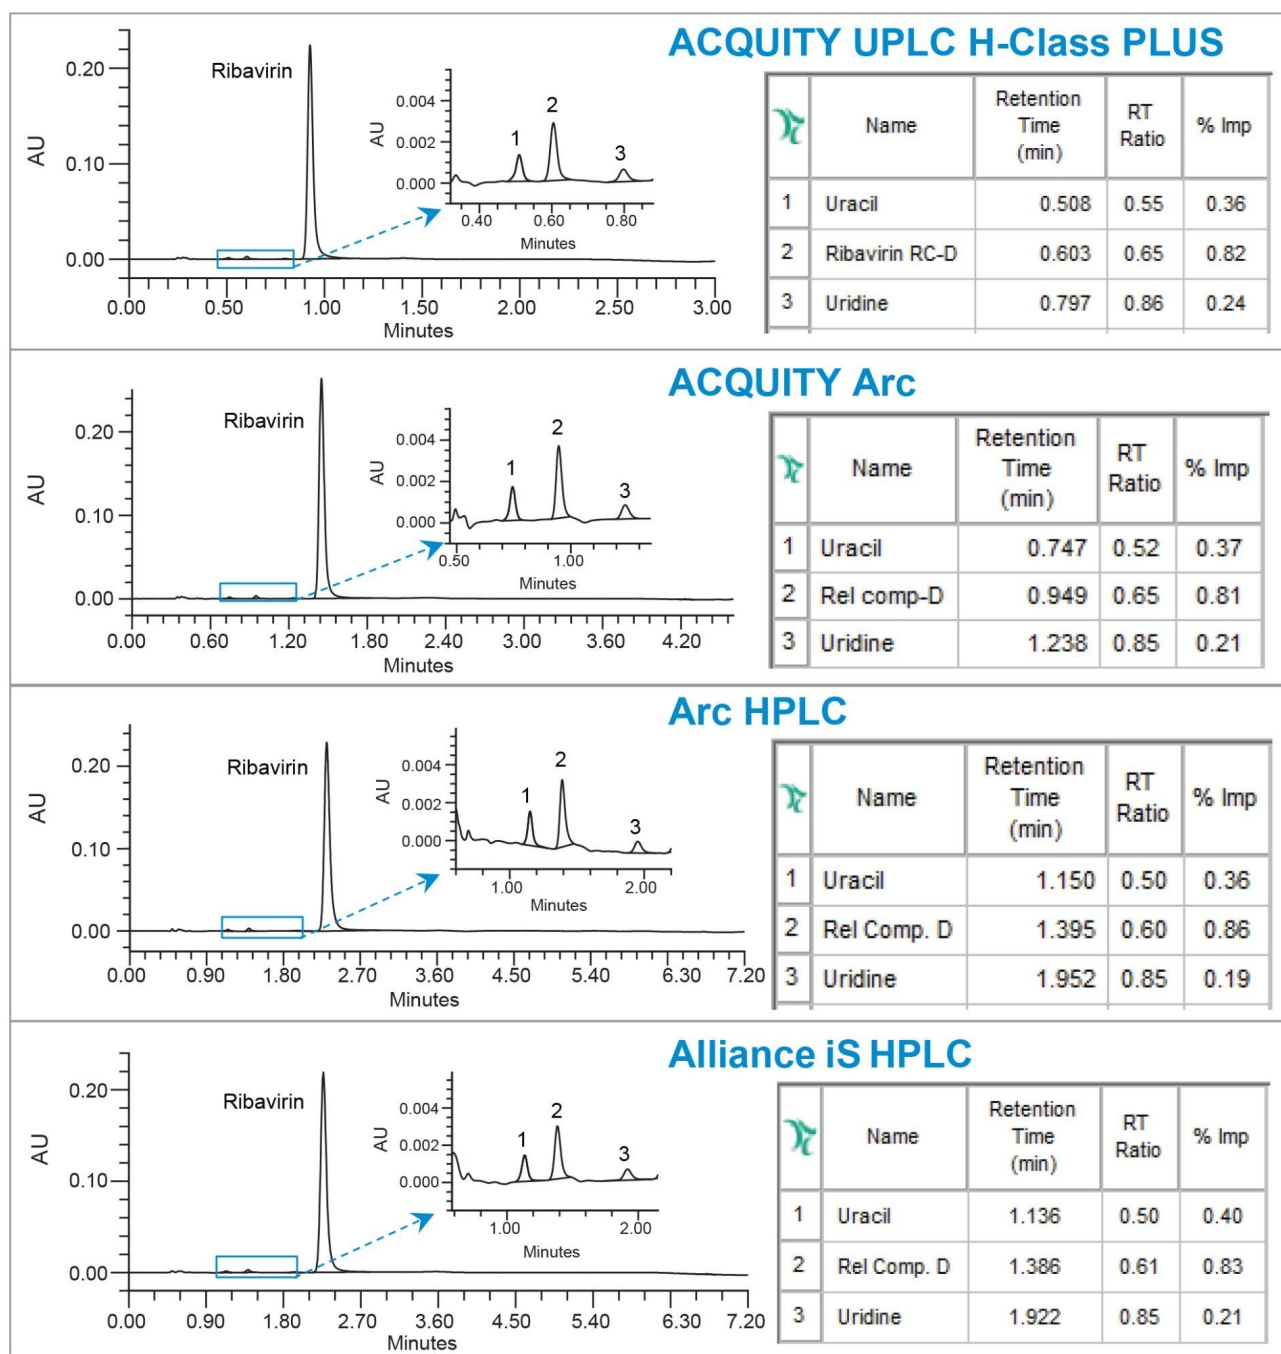 ACQUITY UPLC H-Class PLUS
0.20
0.10
0.00
AU
Ribavirin
0.00 0.50 1.00 1.50 2.00 2.50 3.00
Minutes
0.004
0.002
0.000
AU
1 2 3
0.40 0.60 0.80
Minutes
Name Retention Time (min) RT Ratio % Imp
1 Uracil 0.508 0.55 0.36
2 Ribavirin RC-D 0.603 0.65 0.82
3 Uridine 0.797 0.86 0.24
ACQUITY Arc
0.20
0.10
0.00
AU
Ribavirin
0.00 0.60 1.20 1.80 2.40 3.00 3.60 4.20
Minutes
0.004
0.002
0.000
AU
1 2 3
0.50 1.00
Minutes
Name Retention Time (min) RT Ratio % Imp
1 Uracil 0.747 0.52 0.37
2 Rel comp-D 0.949 0.65 0.81
3 Uridine 1.238 0.85 0.21
Arc HPLC
0.20
0.10
0.00
AU
Ribavirin
0.00 0.90 1.80 2.70 3.60 4.50 5.40 6.30 7.20
Minutes
0.004
0.002
0.000
AU
1 2 3
1.00 2.00
Minutes
Name Retention Time (min) RT Ratio % Imp
1 Uracil 1.150 0.50 0.36
2 Rel Comp. D 1.395 0.60 0.86
3 Uridine 1.952 0.85 0.19
Alliance iS HPLC
0.20
0.10
0.00
AU
Ribavirin
0.00 0.90 1.80 2.70 3.60 4.50 5.40 6.30 7.20
Minutes
0.004
0.002
0.000
AU
1 2 3
1.00 2.00
Minutes
Name Retention Time (min) RT Ratio % Imp
1 Uracil 1.136 0.50 0.40
2 Rel Comp. D 1.386 0.61 0.83
3 Uridine 1.922 0.85 0.21